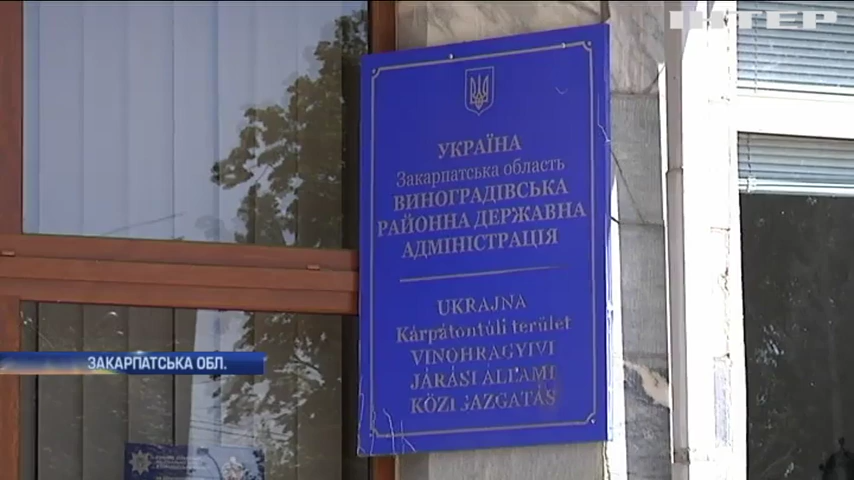 ІНТЕР
УКРАЇНА
Закарпатська область
ВИНОГРАДІВСЬКА
РАЙОННА ДЕРЖАВНА
АДМІНІСТРАЦІЯ
UKRAJNA
Kárpátontúli terület
VINOHRAGYIVI
JÁRÁSI ÁLLAMI
KÖZIGAZGATÁS
ЗАКАРПАТСЬКА ОБЛ.